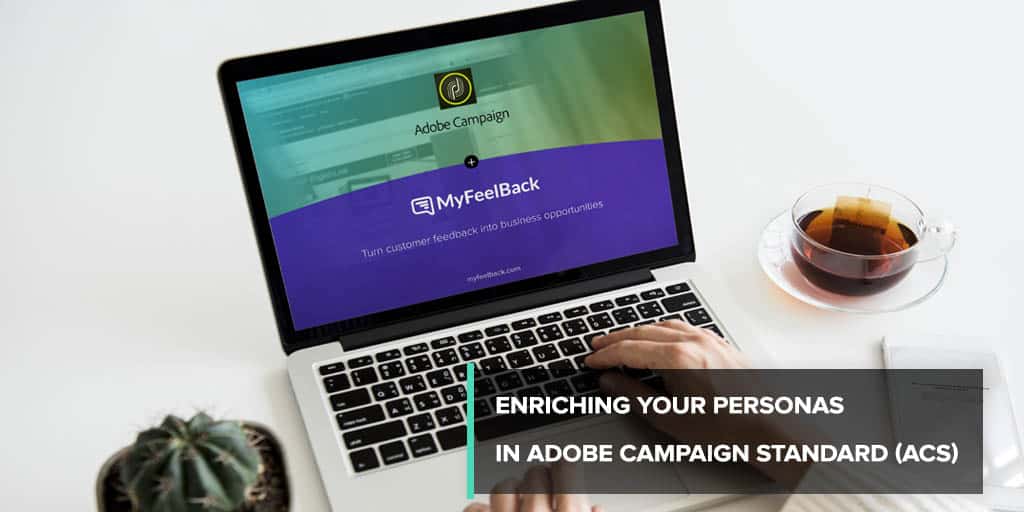 Adobe Campaign
+
MyFeelBack
Turn customer feedback into business opportunities
myfeelback.com
ENRICHING YOUR PERSONAS
IN ADOBE CAMPAIGN STANDARD (ACS)